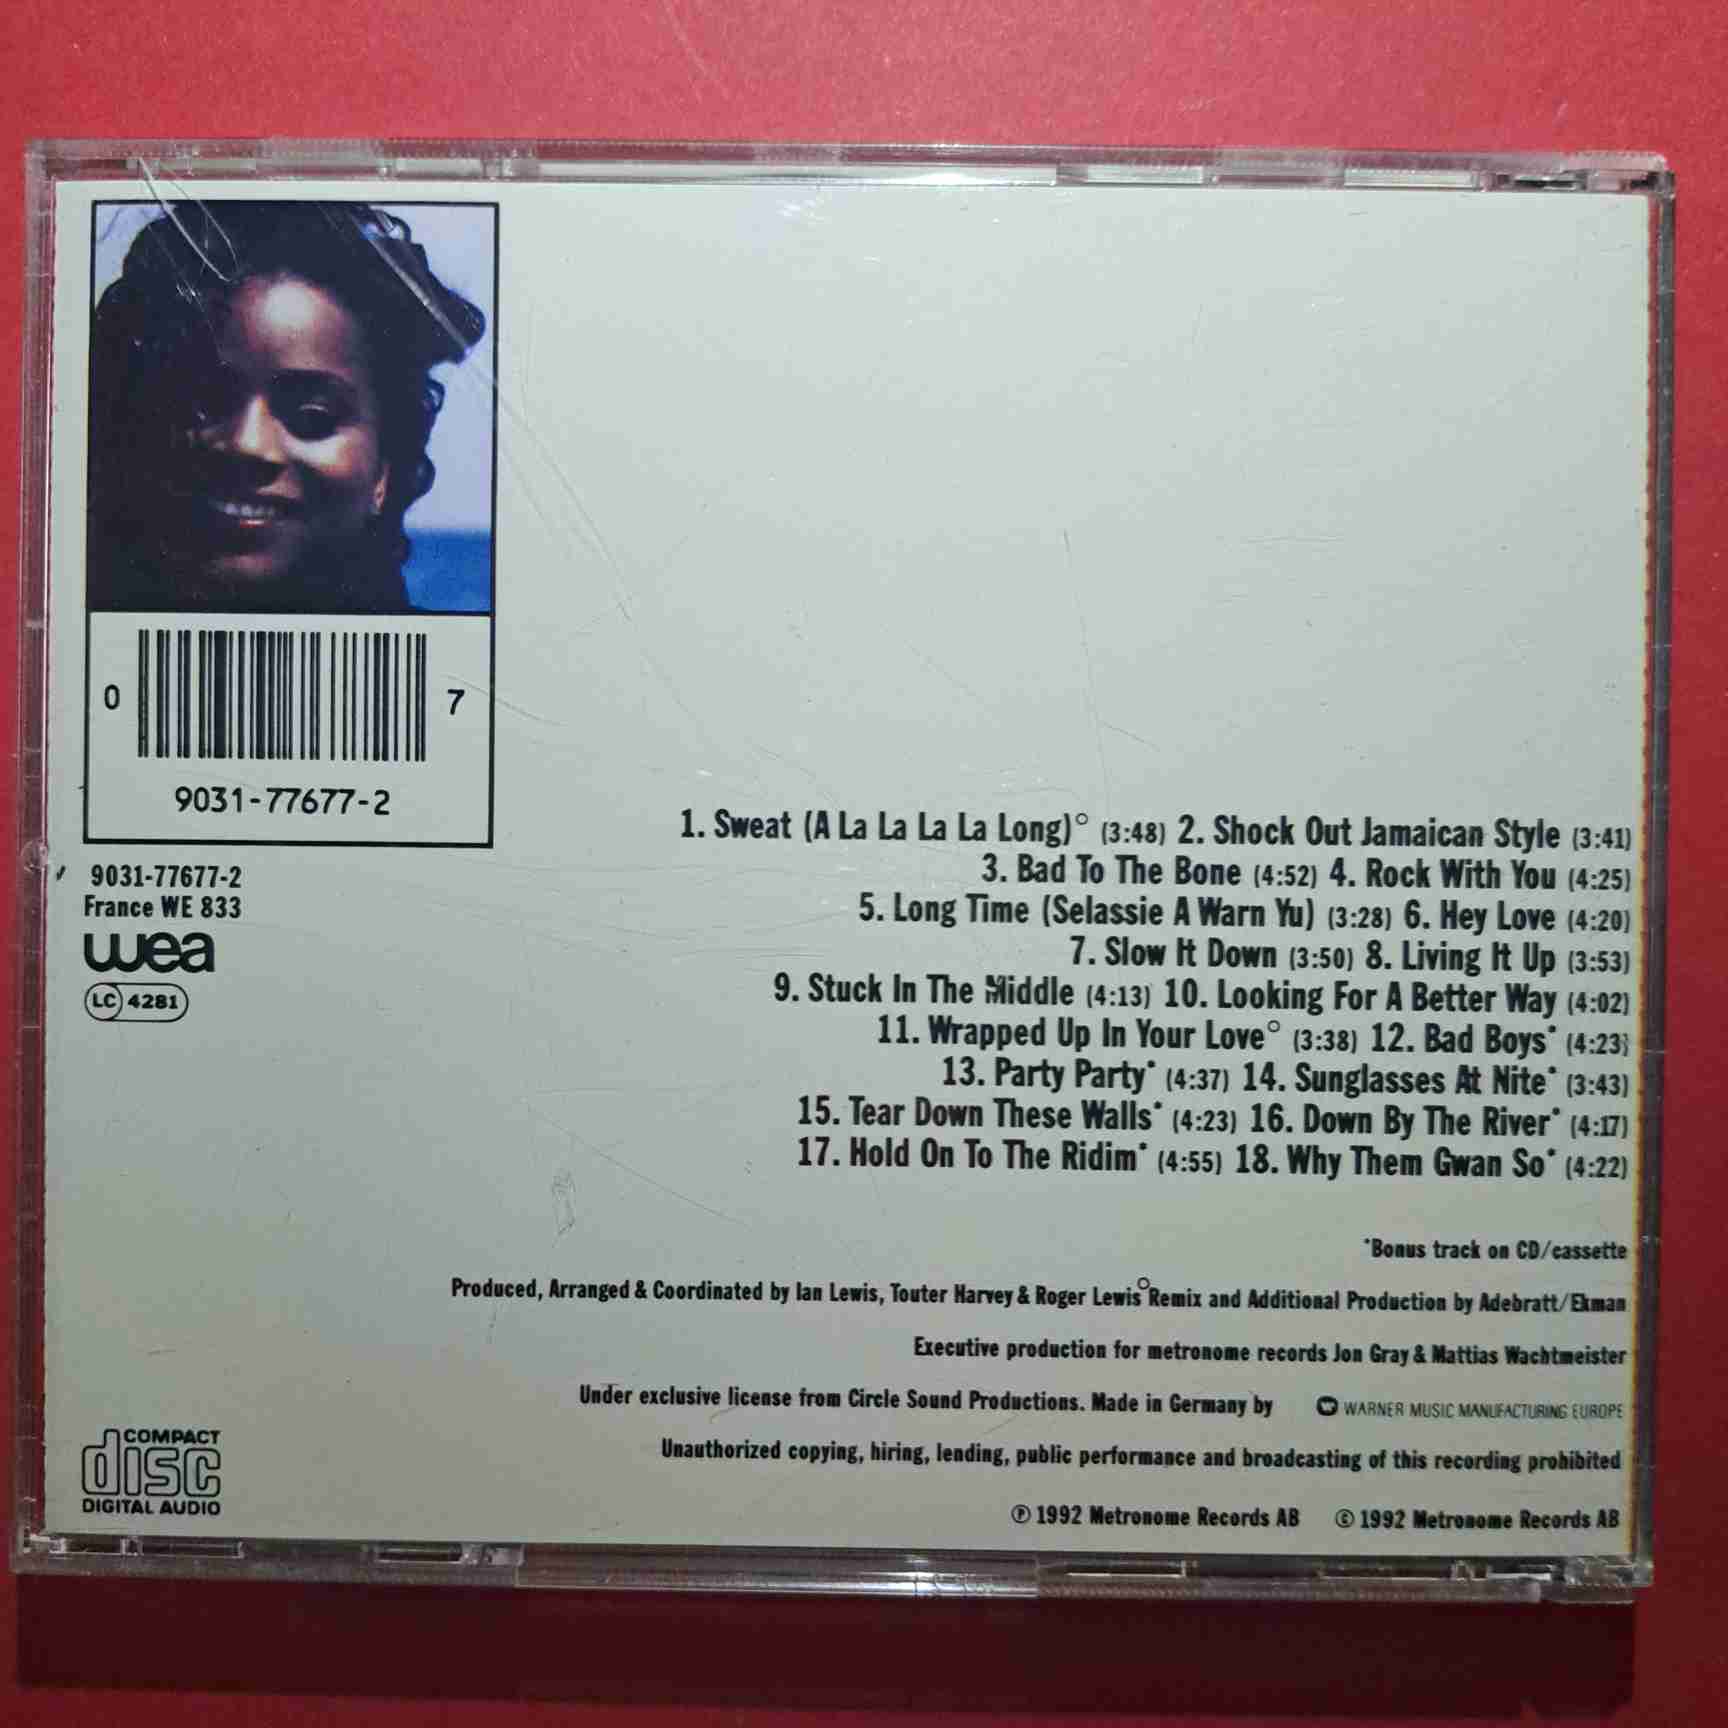 0 7
9031-77677-2
9031-77677-2
France WE 833
wea
LC 4281
1. Sweat (A La La La La Long)° (3:48) 2. Shock Out Jamaican Style (3:41)
3. Bad To The Bone (4:52) 4. Rock With You (4:25)
5. Long Time (Selassie A Warn Yu) (3:28) 6. Hey Love (4:20)
7. Slow It Down (3:50) 8. Living It Up (3:53)
9. Stuck In The Middle (4:13) 10. Looking For A Better Way (4:02)
11. Wrapped Up In Your Love° (3:38) 12. Bad Boys* (4:23)
13. Party Party* (4:37) 14. Sunglasses At Nite* (3:43)
15. Tear Down These Walls* (4:23) 16. Down By The River* (4:17)
17. Hold On To The Ridim* (4:55) 18. Why Them Gwan So* (4:22)
*Bonus track on CD/cassette
Produced, Arranged & Coordinated by Ian Lewis, Touter Harvey & Roger Lewis °Remix and Additional Production by Adebratt/Ekman
Executive production for metronome records Jon Gray & Mattias Wachtmeister
Under exclusive license from Circle Sound Productions. Made in Germany by WARNER MUSIC MANUFACTURING EUROPE
Unauthorized copying, hiring, lending, public performance and broadcasting of this recording prohibited
℗ 1992 Metronome Records AB © 1992 Metronome Records AB
COMPACT
disc
DIGITAL AUDIO